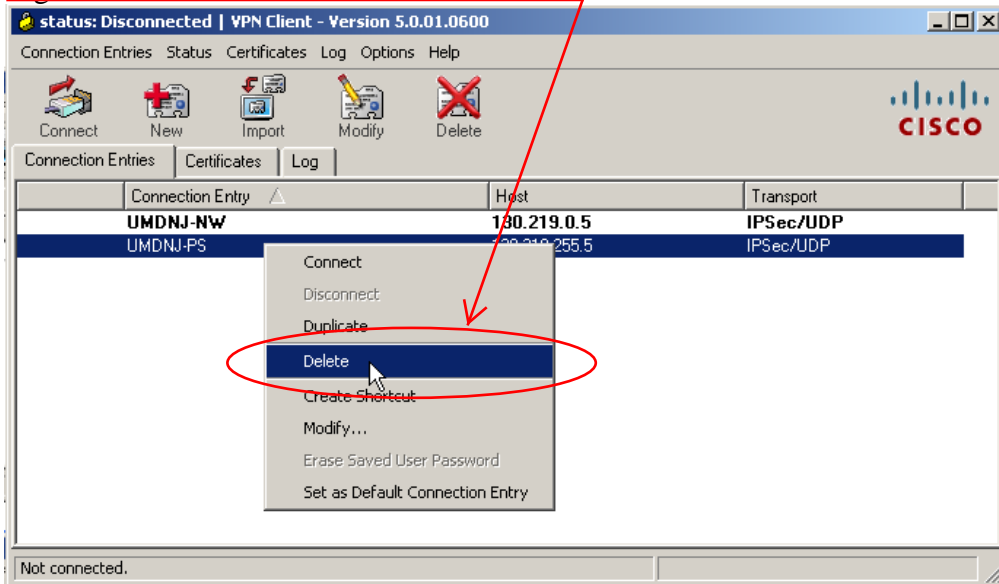 status: Disconnected | VPN Client - Version 5.0.01.0600
Connection Entries Status Certificates Log Options Help
Connect New Import Modify Delete
CISCO
Connection Entries Certificates Log
Connection Entry Host Transport
UMDNJ-NW 130.219.0.5 IPSec/UDP
UMDNJ-PS 255.5 IPSec/UDP
Connect
Disconnect
Duplicate
Delete
Create Shortcut
Modify...
Erase Saved User Password
Set as Default Connection Entry
Not connected.